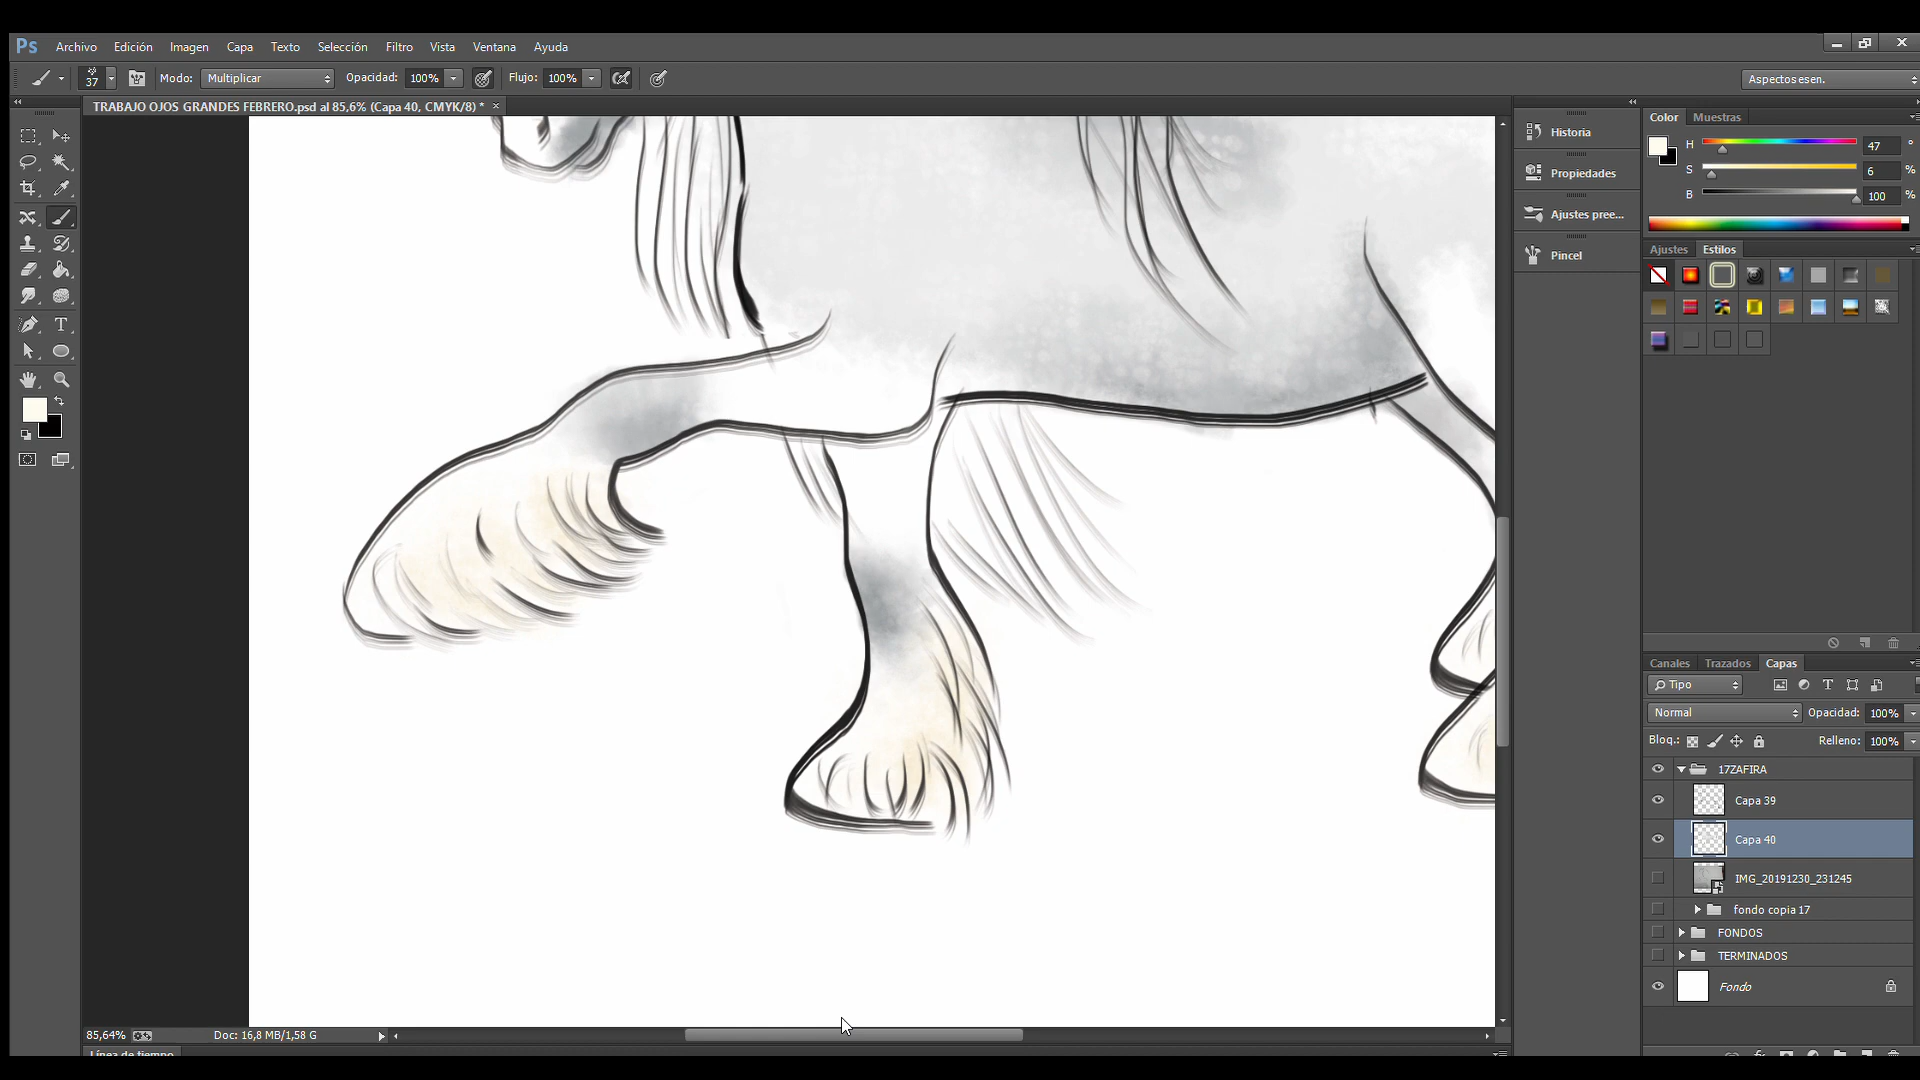 Ps Archivo Edición Imagen Capa Texto Selección Filtro Vista Ventana Ayuda
37 Modo: Multiplicar Opacidad: 100% Flujo: 100% Aspectos esen.
TRABAJO OJOS GRANDES FEBRERO.psd al 85,6% (Capa 40, CMYK/8) * ×
Historia
Propiedades
Ajustes pree...
Pincel
Color Muestras
H 47 °
S 6 %
B 100 %
Ajustes Estilos
Canales Trazados Capas
Tipo
Normal Opacidad: 100%
Bloq.: Relleno: 100%
17ZAFIRA
Capa 39
Capa 40
IMG_20191230_231245
fondo copia 17
FONDOS
TERMINADOS
Fondo
85,64% Doc: 16,8 MB/1,58 G
Línea de tiempo